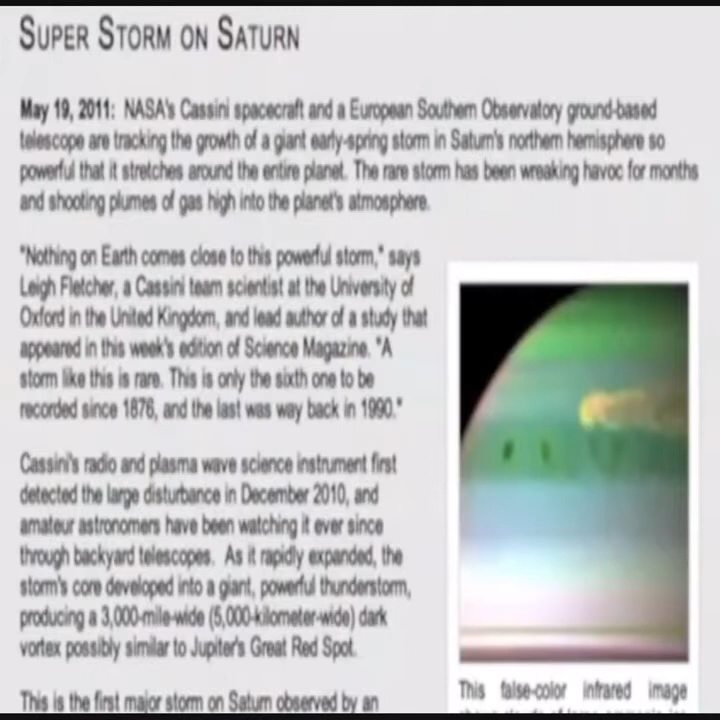 SUPER STORM ON SATURN
May 19, 2011: NASA's Cassini spacecraft and a European Southern Observatory ground-based
telescope are tracking the growth of a giant early-spring storm in Saturn's northern hemisphere so
powerful that it stretches around the entire planet. The rare storm has been wreaking havoc for months
and shooting plumes of gas high into the planet's atmosphere.
"Nothing on Earth comes close to this powerful storm," says
Leigh Fletcher, a Cassini team scientist at the University of
Oxford in the United Kingdom, and lead author of a study that
appeared in this week's edition of Science Magazine. "A
storm like this is rare. This is only the sixth one to be
recorded since 1876, and the last was way back in 1990."
Cassini's radio and plasma wave science instrument first
detected the large disturbance in December 2010, and
amateur astronomers have been watching it ever since
through backyard telescopes. As it rapidly expanded, the
storm's core developed into a giant, powerful thunderstorm,
producing a 3,000-mile-wide (5,000-kilometer-wide) dark
vortex possibly similar to Jupiter's Great Red Spot.
This is the first major storm on Saturn observed by an
This false-color infrared image